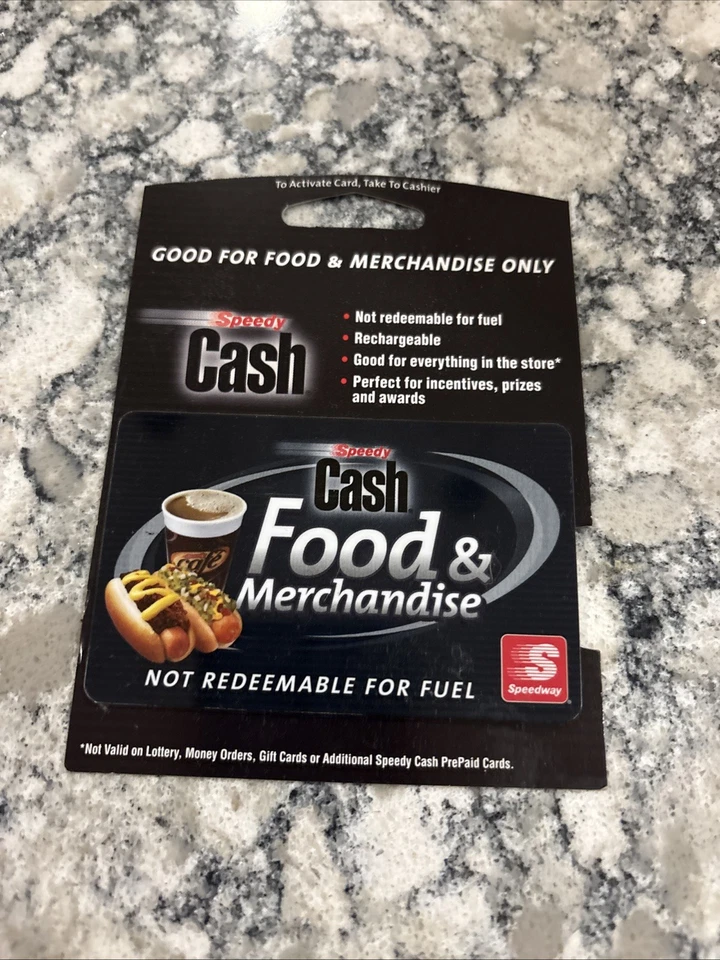 To Activate Card, Take To Cashier
GOOD FOR FOOD & MERCHANDISE ONLY
Speedy
Cash
• Not redeemable for fuel
• Rechargeable
• Good for everything in the store*
• Perfect for incentives, prizes
and awards
Speedy
Cash
Food &
Merchandise
café
S
Speedway
NOT REDEEMABLE FOR FUEL
*Not Valid on Lottery, Money Orders, Gift Cards or Additional Speedy Cash PrePaid Cards.